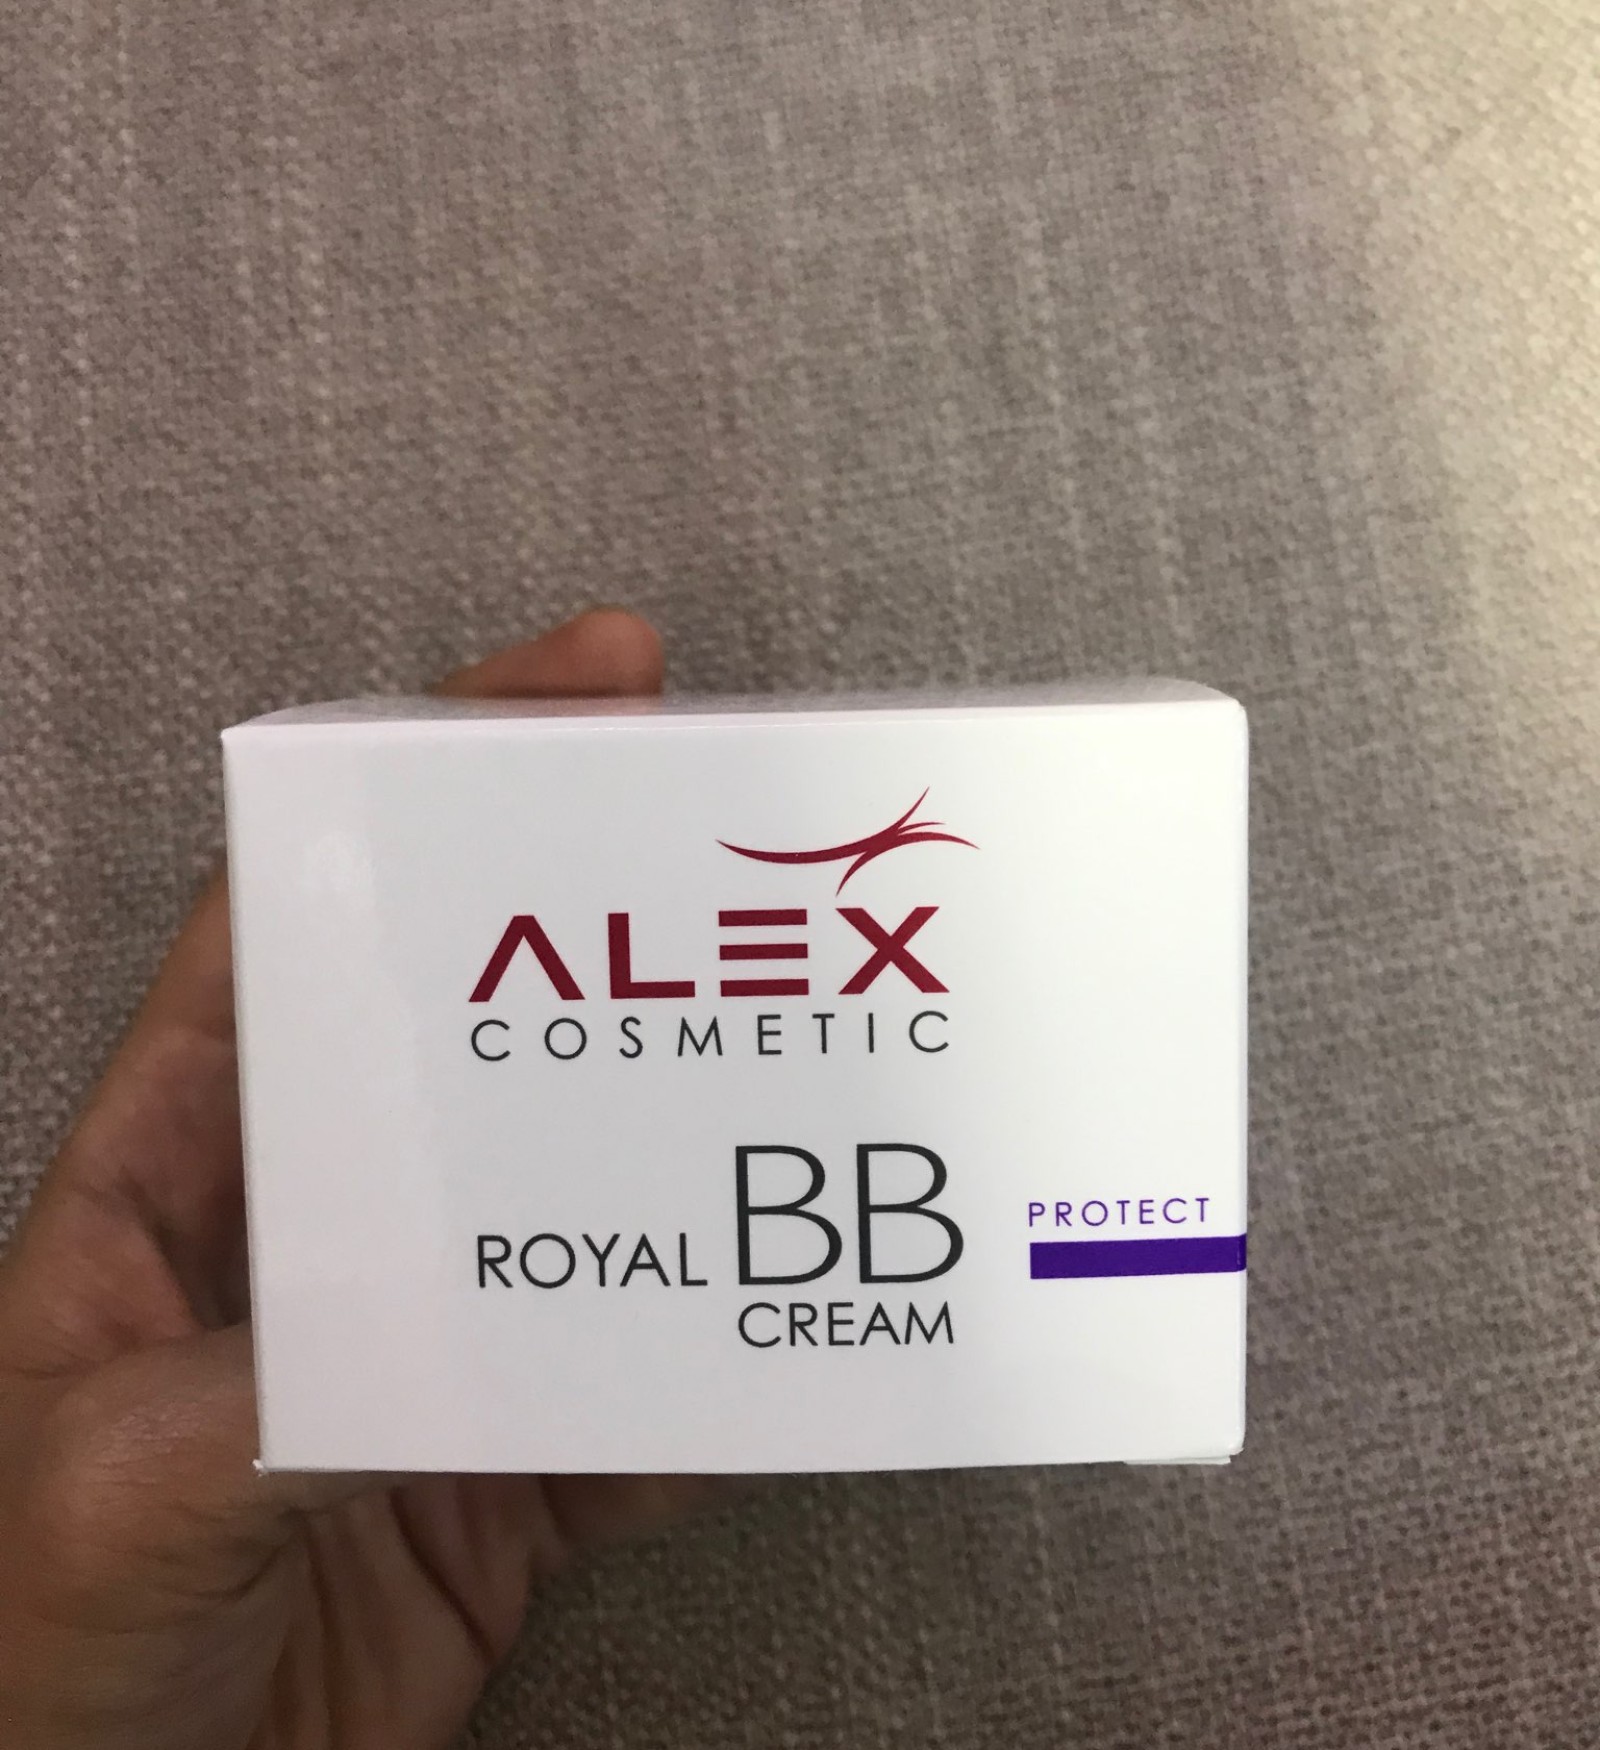 ALEX
COSMETIC
ROYAL BB
CREAM
PROTECT